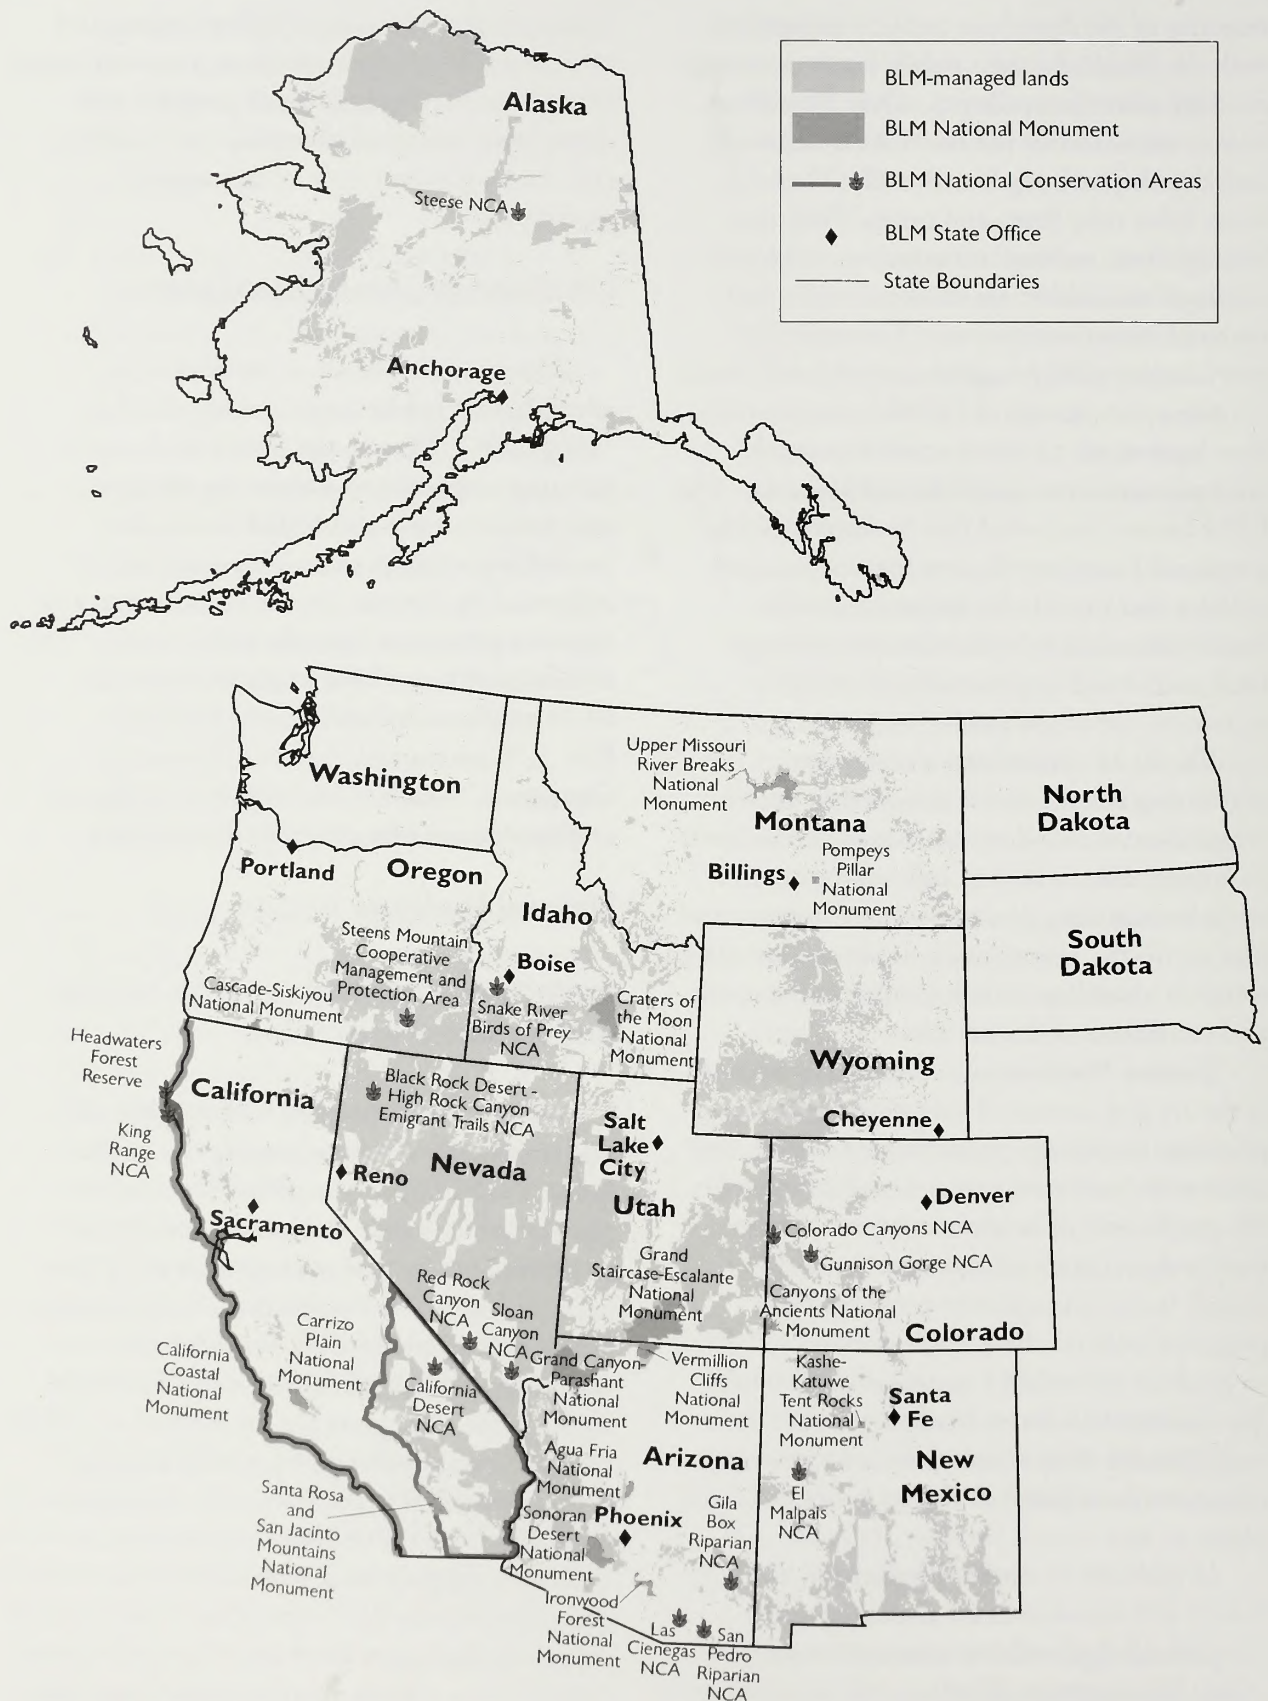 BLM-managed lands
BLM National Monument
BLM National Conservation Areas
BLM State Office
State Boundaries
Alaska
Steese NCA
Anchorage
Washington
Portland
Oregon
Steens Mountain
Cooperative
Management and
Protection Area
Cascade-Siskiyou
National Monument
Idaho
Boise
Snake River
Birds of Prey
NCA
Craters of
the Moon
National
Monument
Upper Missouri
River Breaks
National
Monument
Montana
Billings
Pompeys
Pillar
National
Monument
North
Dakota
South
Dakota
Wyoming
Cheyenne
Headwaters
Forest
Reserve
King
Range
NCA
California
Sacramento
Black Rock Desert -
High Rock Canyon
Emigrant Trails NCA
Nevada
Reno
Salt
Lake
City
Utah
Grand
Staircase-Escalante
National
Monument
Denver
Colorado Canyons NCA
Gunnison Gorge NCA
Canyons of the
Ancients National
Monument
Colorado
Red Rock
Canyon
NCA
Sloan
Canyon
NCA
Carrizo
Plain
National
Monument
California
Coastal
National
Monument
California
Desert
NCA
Santa Rosa
and
San Jacinto
Mountains
National
Monument
Grand Canyon-
Parashant
National
Monument
Vermillion
Cliffs
National
Monument
Agua Fria
National
Monument
Arizona
Sonoran
Desert
National
Monument
Phoenix
Gila
Box
Riparian
NCA
Ironwood
Forest
National
Monument
Las
Cienegas
NCA
San
Pedro
Riparian
NCA
Kashe-
Katuwe
Tent Rocks
National
Monument
Santa
Fe
El
Malpais
NCA
New
Mexico